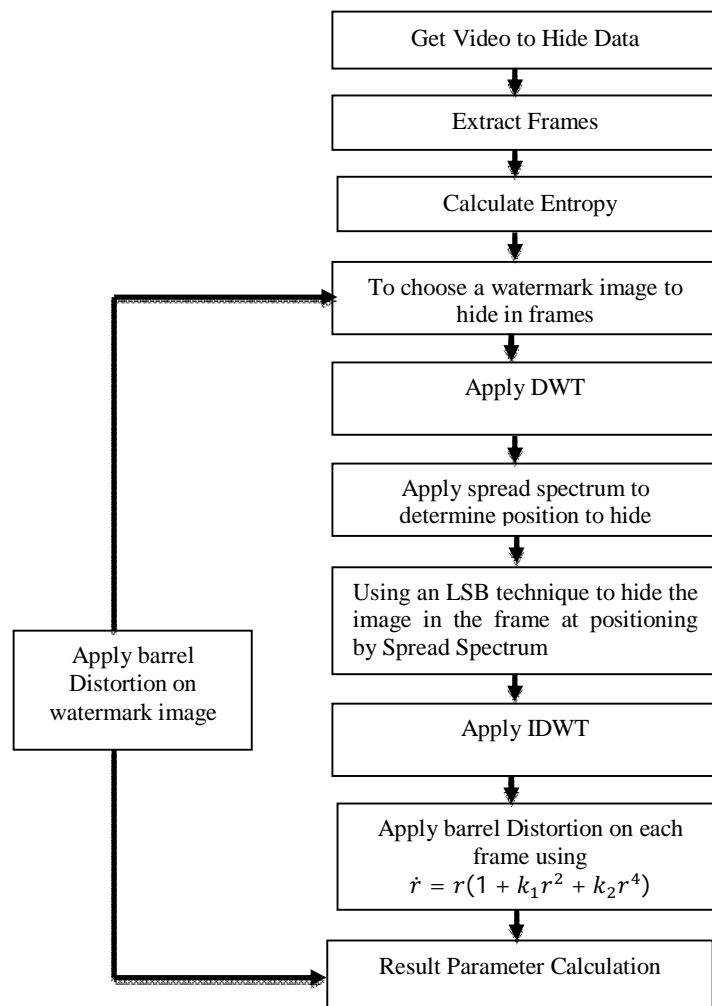 Get Video to Hide Data
Extract Frames
Calculate Entropy
To choose a watermark image to
hide in frames
Apply DWT
Apply spread spectrum to
determine position to hide
Using an LSB technique to hide the
image in the frame at positioning
by Spread Spectrum
Apply barrel
Distortion on
watermark image
Apply IDWT
Apply barrel Distortion on each
frame using
ṙ = r(1 + k₁r² + k₂r⁴)
Result Parameter Calculation